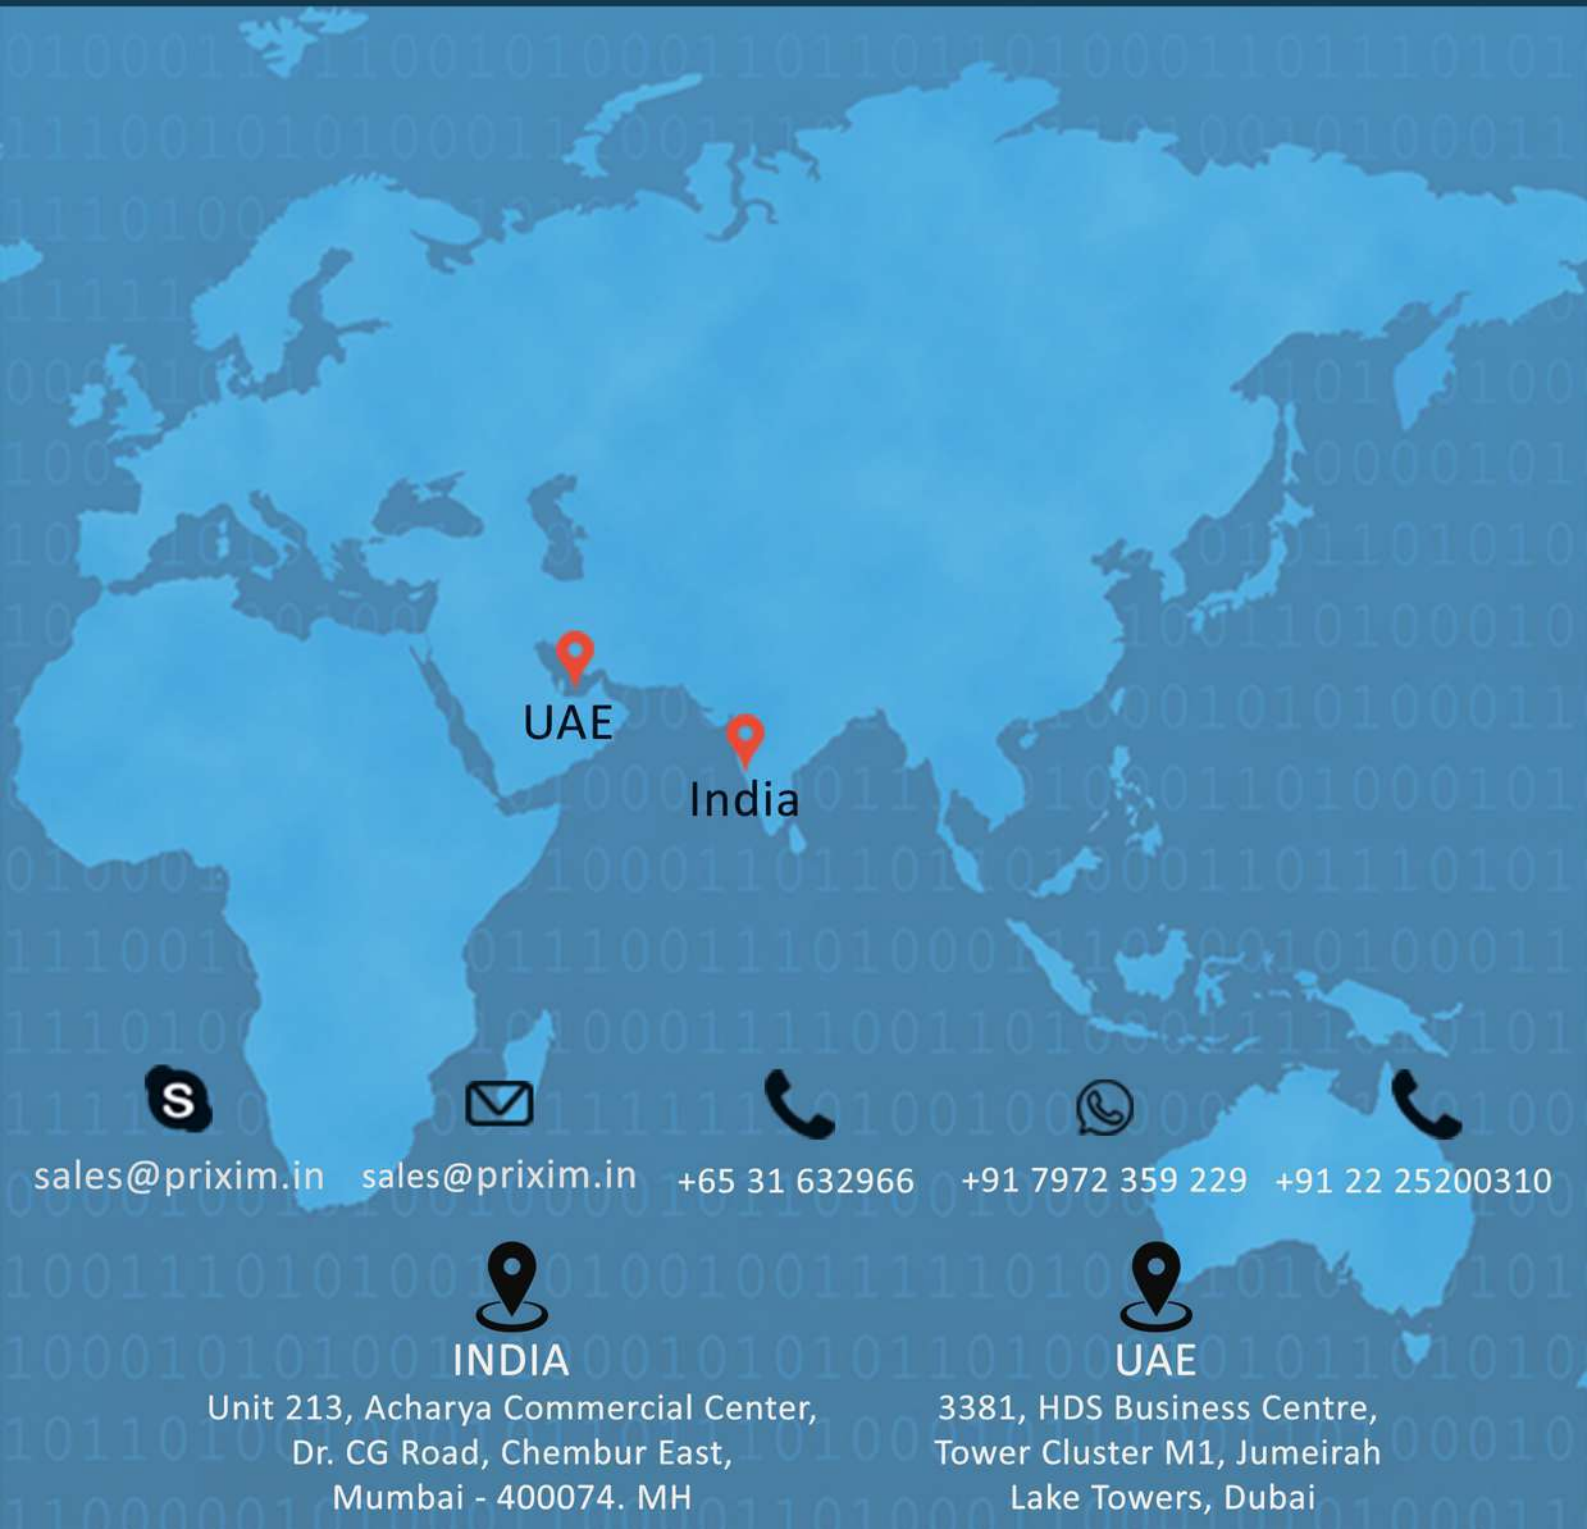 UAE
India
S
sales@prixim.in
sales@prixim.in
+65 31 632966
+91 7972 359 229
+91 22 25200310
INDIA
Unit 213, Acharya Commercial Center,
Dr. CG Road, Chembur East,
Mumbai - 400074. MH
UAE
3381, HDS Business Centre,
Tower Cluster M1, Jumeirah
Lake Towers, Dubai